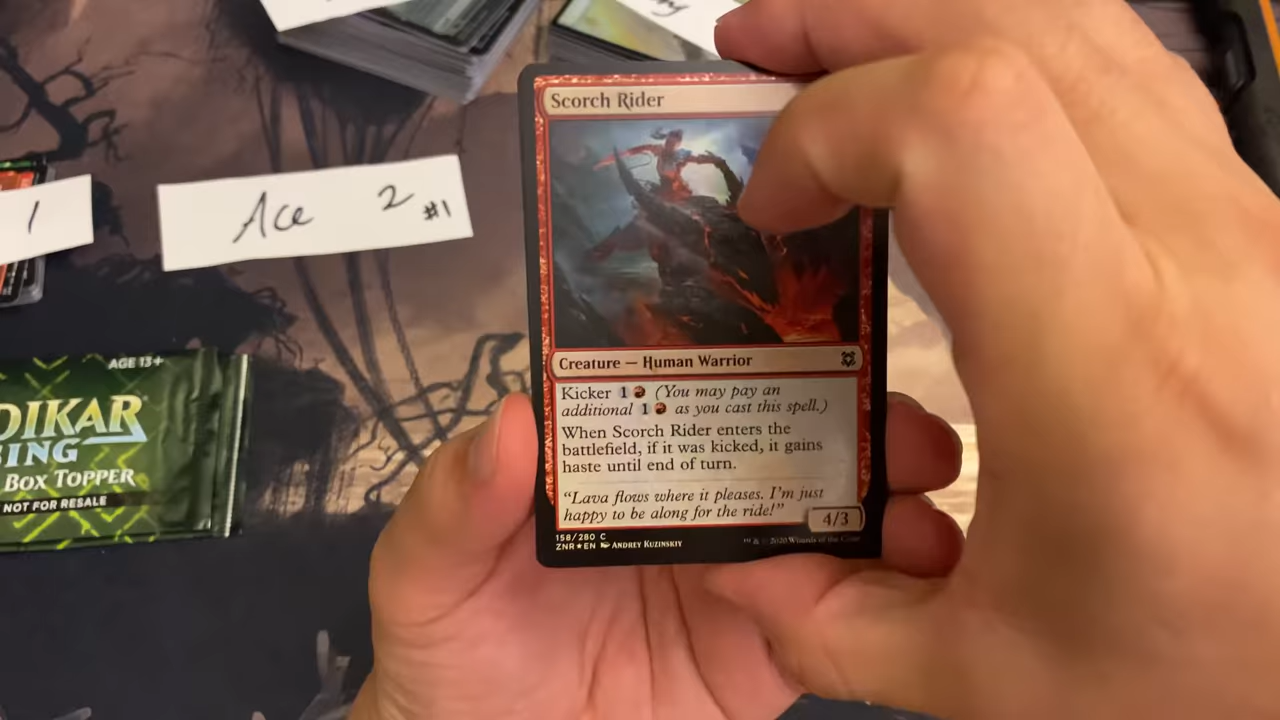 Scorch Rider
Ace 2 #1
1
AGE 13+
DIKAR
ING
BOX TOPPER
NOT FOR RESALE
Creature — Human Warrior
Kicker 1 (You may pay an
additional 1 as you cast this spell.)
When Scorch Rider enters the
battlefield, if it was kicked, it gains
haste until end of turn.
"Lava flows where it pleases. I'm just
happy to be along for the ride!"
4/3
158/280 C
ZNR★EN ANDREY KUZINSKIY
™ & © 2020 Wizards of the Coast